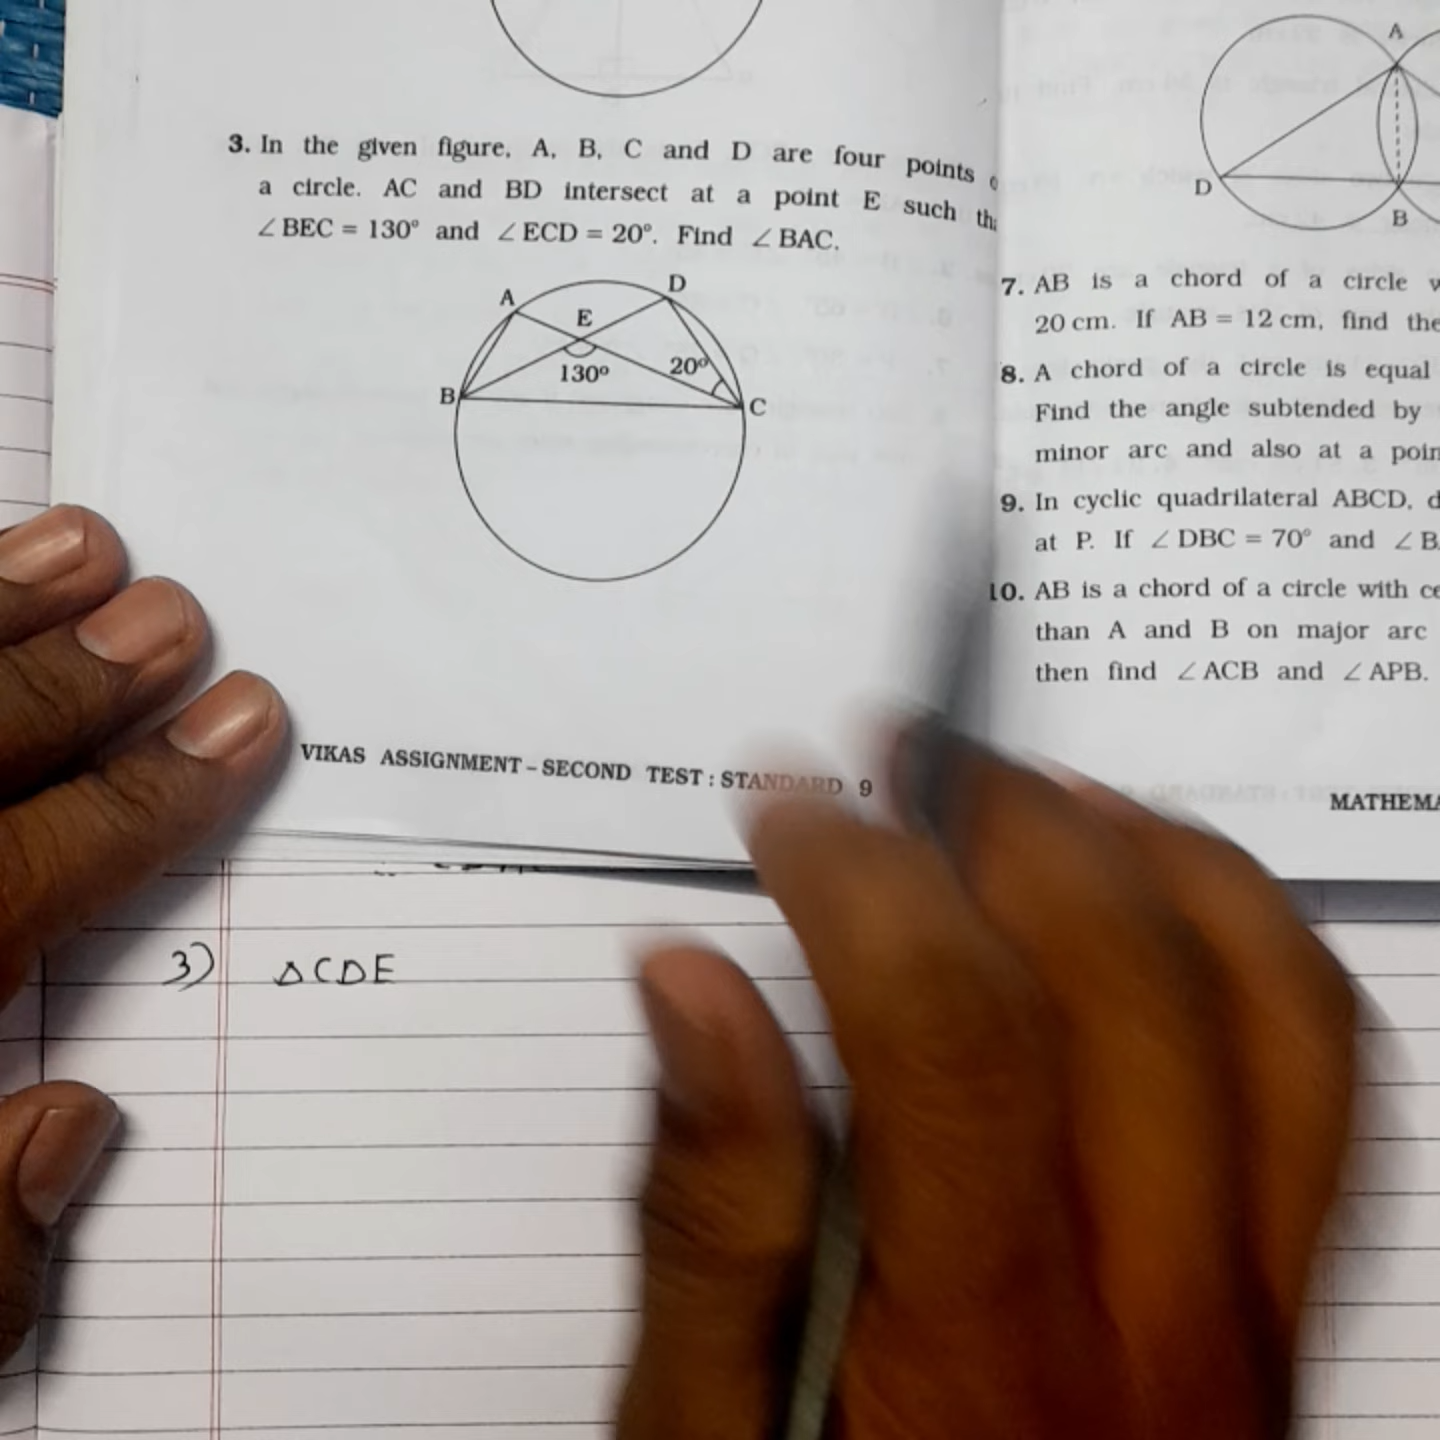 3. In the given figure, A, B, C and D are four points
a circle. AC and BD intersect at a point E such
∠BEC = 130° and ∠ECD = 20°. Find ∠BAC.
A
D
E
130°
20°
B
C
VIKAS ASSIGNMENT – SECOND TEST : STANDARD 9
A
D
B
7. AB is a chord of a circle
20 cm. If AB = 12 cm, find the
8. A chord of a circle is equal
Find the angle subtended by
minor arc and also at a
9. In cyclic quadrilateral ABCD,
at P. If ∠DBC = 70° and
10. AB is a chord of a circle with
than A and B on major arc
then find ∠ACB and ∠APB.
3) ΔCDE